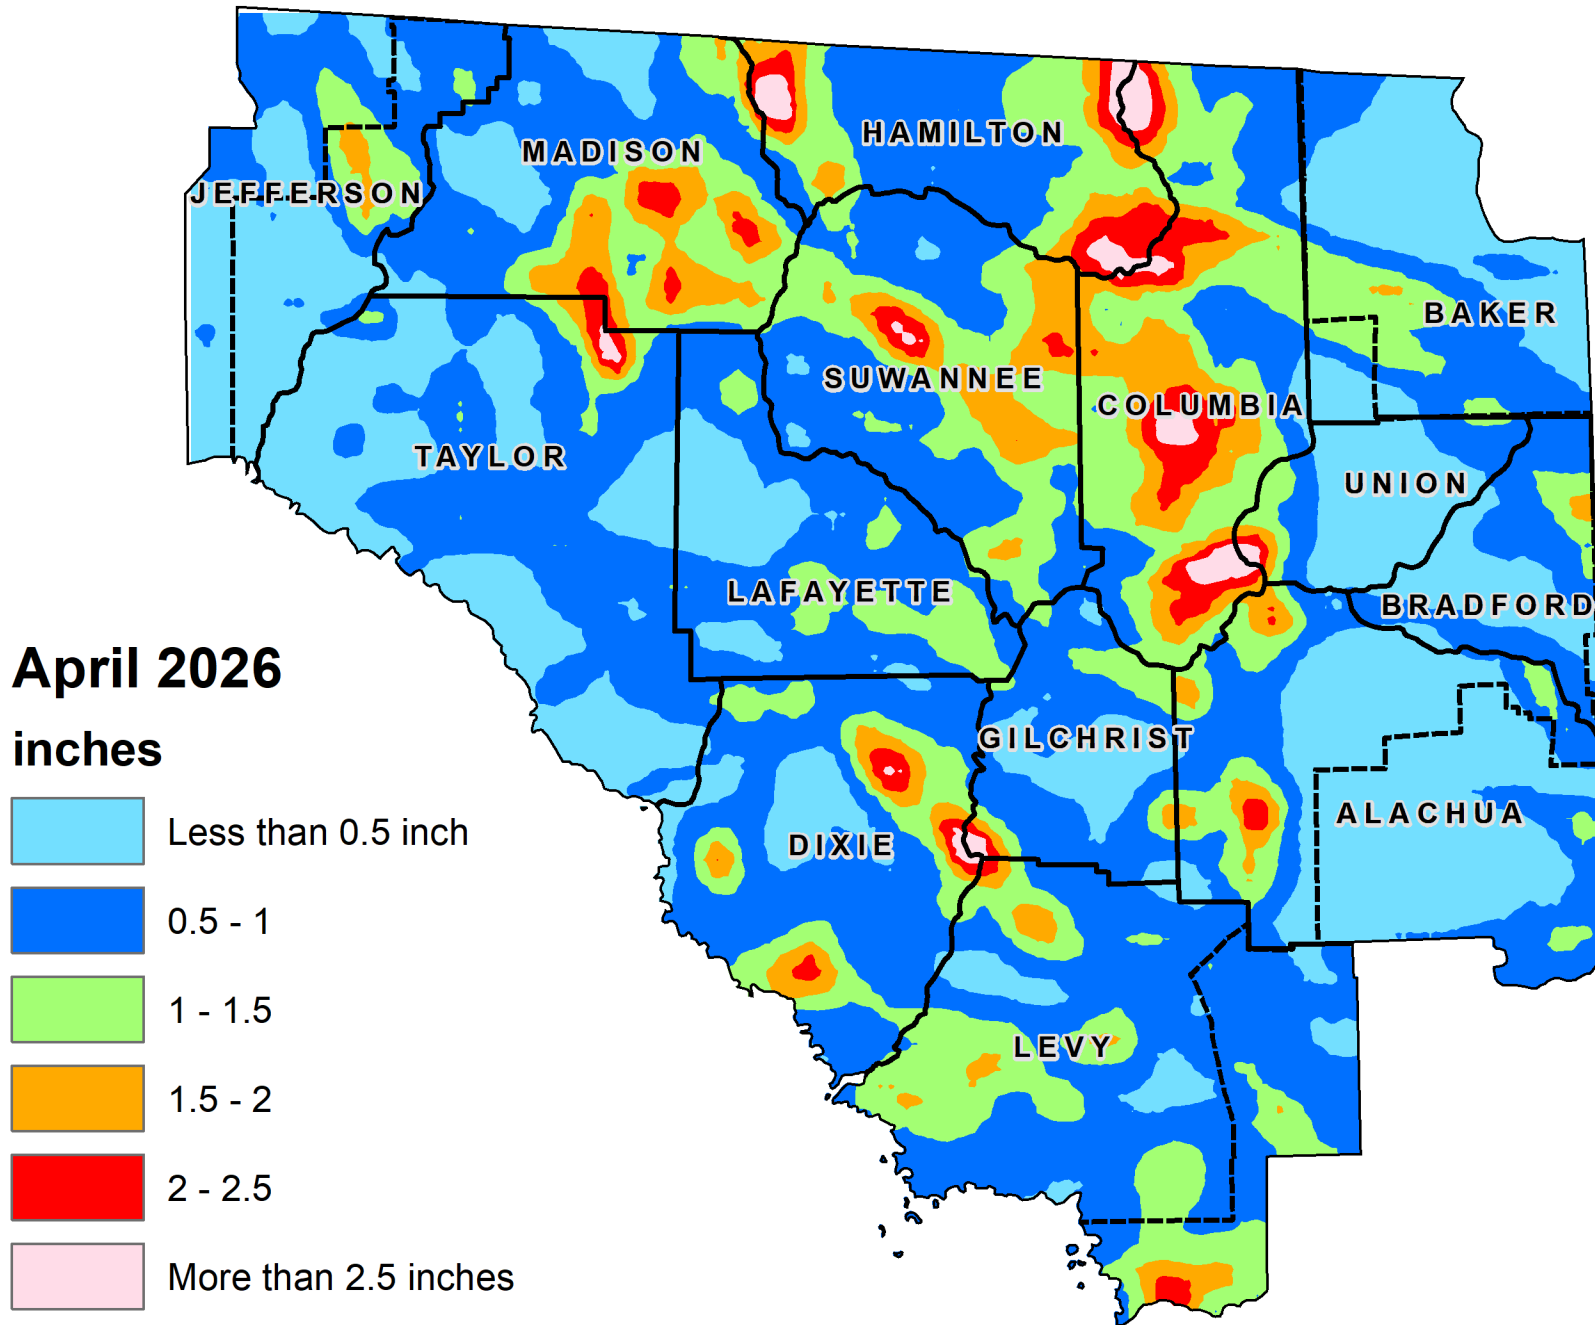 HAMILTON
MADISON
JEFFERSON
BAKER
SUWANNEE
COLUMBIA
TAYLOR
UNION
LAFAYETTE
BRADFORD
GILCHRIST
ALACHUA
DIXIE
LEVY
April 2026
inches
Less than 0.5 inch
0.5 - 1
1 - 1.5
1.5 - 2
2 - 2.5
More than 2.5 inches